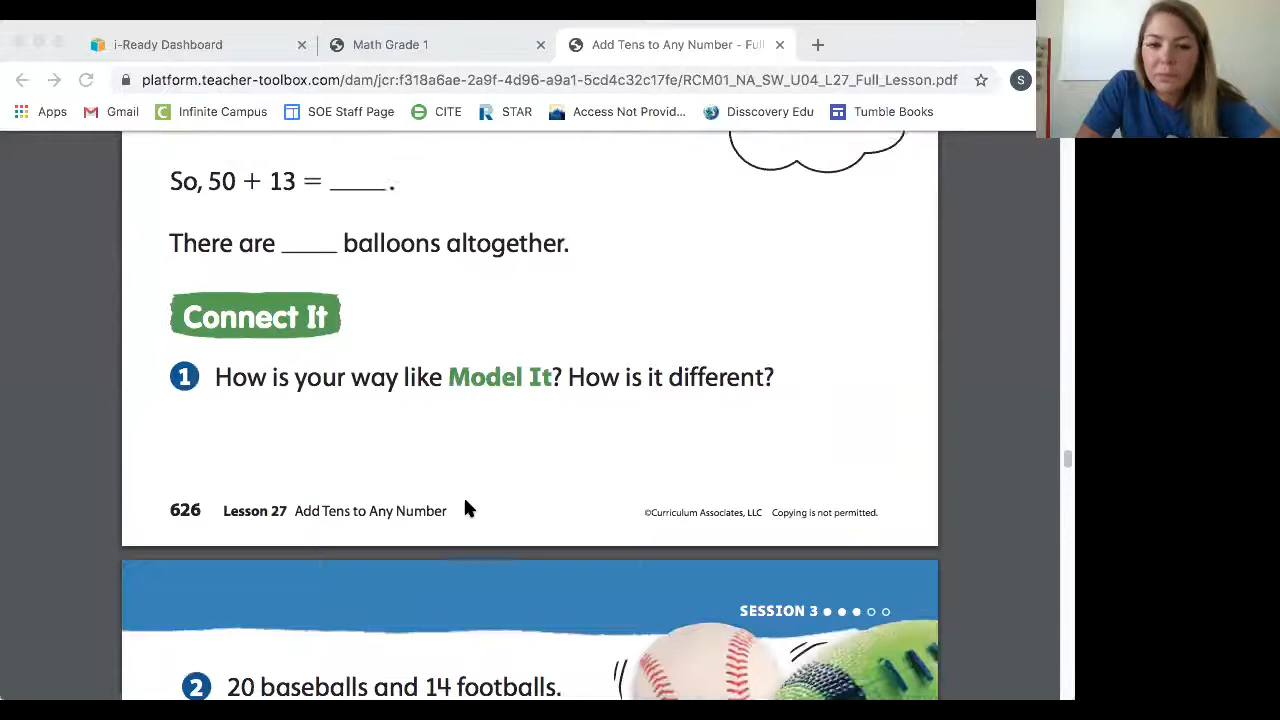 i-Ready Dashboard
Math Grade 1
Add Tens to Any Number - Full
platform.teacher-toolbox.com/dam/jcr:f318a6ae-2a9f-4d96-a9a1-5cd4c32c17fe/RCM01_NA_SW_U04_L27_Full_Lesson.pdf
S
Apps Gmail Infinite Campus SOE Staff Page CITE STAR Access Not Provid... Disscovery Edu Tumble Books
So, 50 + 13 = ____.
There are ____ balloons altogether.
Connect It
1 How is your way like Model It? How is it different?
626 Lesson 27 Add Tens to Any Number
©Curriculum Associates, LLC Copying is not permitted.
SESSION 3
2 20 baseballs and 14 footballs.